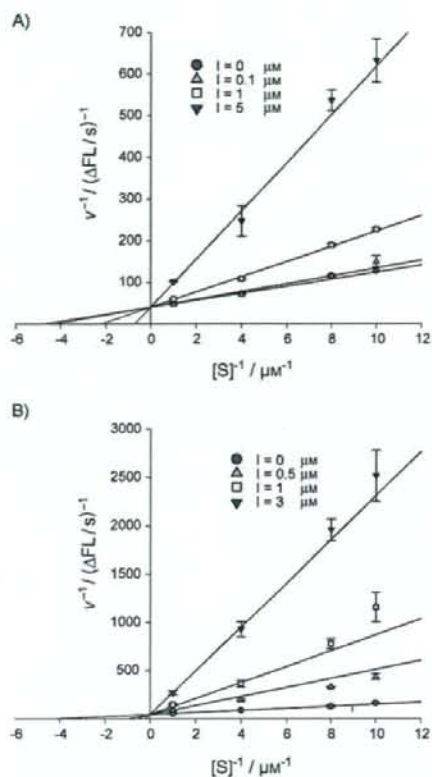 A)
700
600
500
400
300
200
100
v⁻¹ / (ΔFL / s)⁻¹
I = 0 μM
I = 0.1 μM
I = 1 μM
I = 5 μM
-6 -4 -2 0 2 4 6 8 10 12
[S]⁻¹ / μM⁻¹
B)
3000
2500
2000
1500
1000
500
v⁻¹ / (ΔFL / s)⁻¹
I = 0 μM
I = 0.5 μM
I = 1 μM
I = 3 μM
-6 -4 -2 0 2 4 6 8 10 12
[S]⁻¹ / μM⁻¹